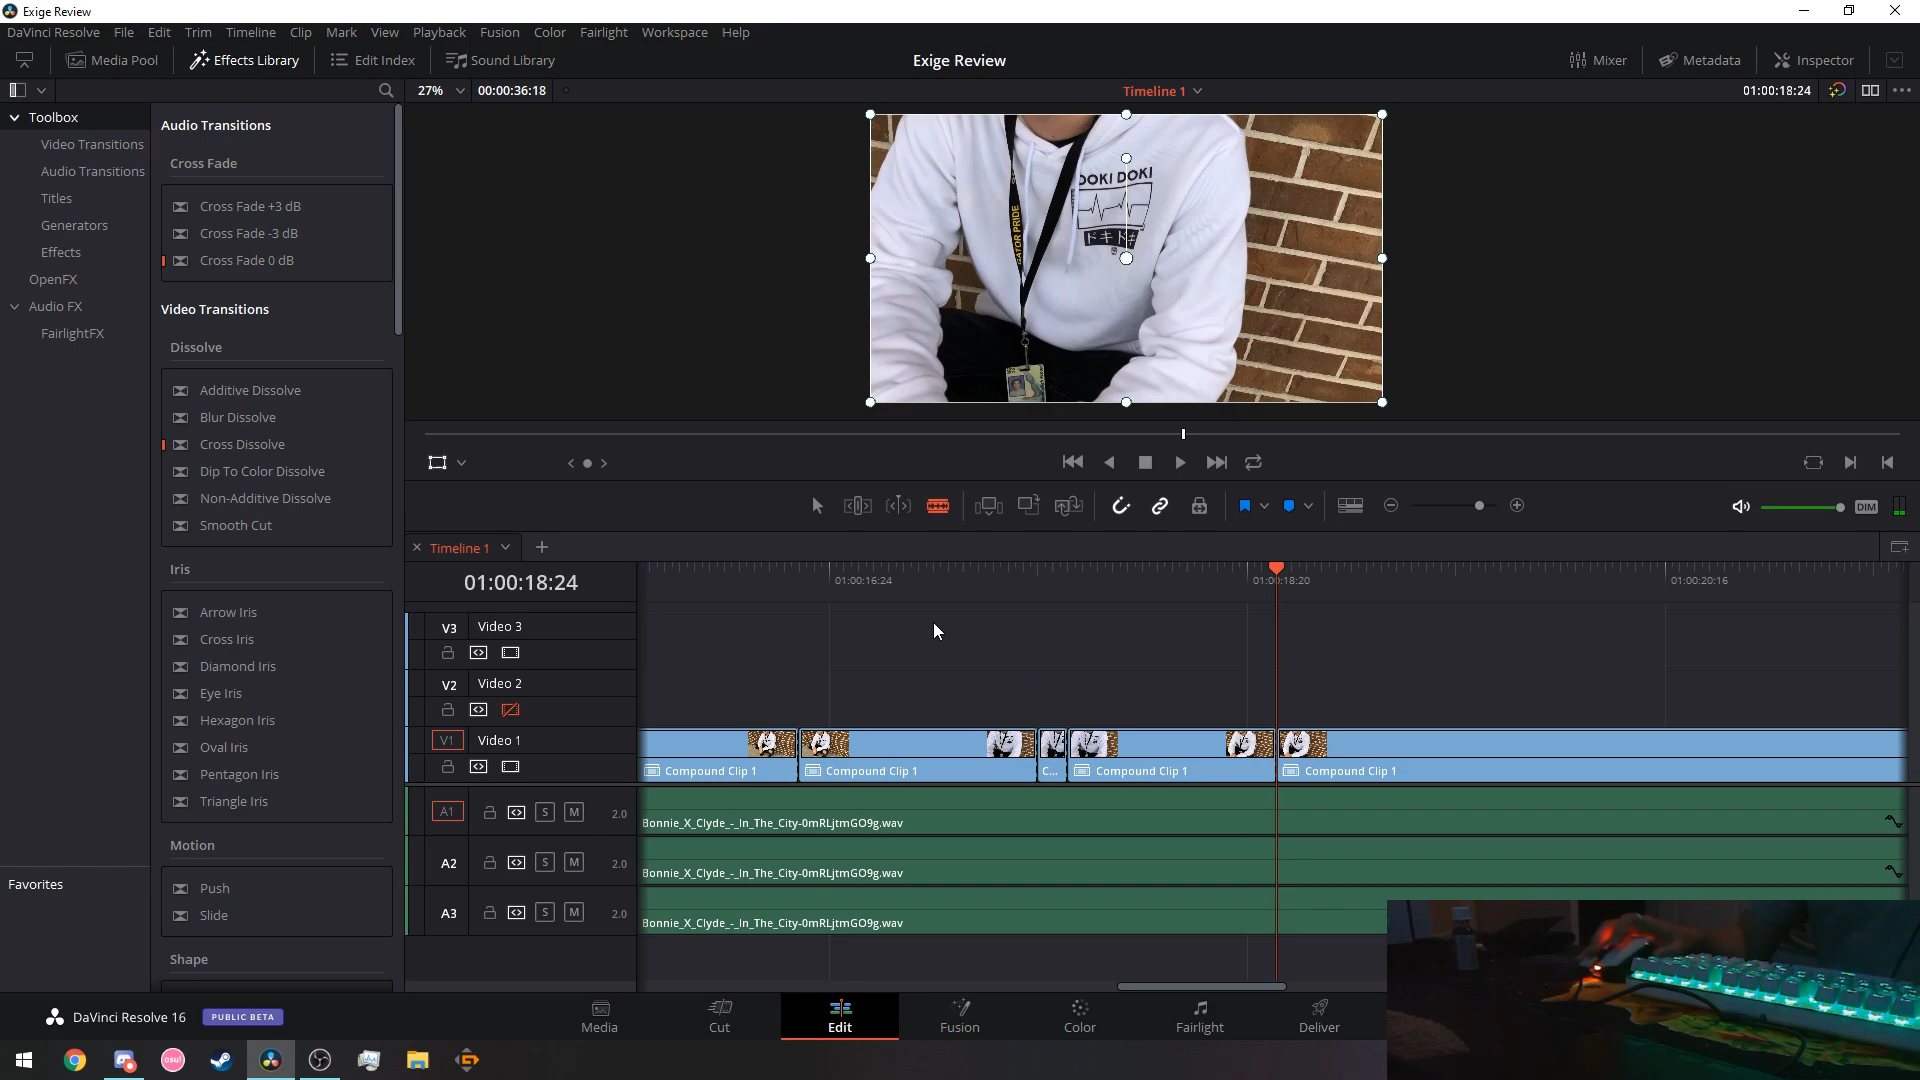 Exige Review
DaVinci Resolve File Edit Trim Timeline Clip Mark View Playback Fusion Color Fairlight Workspace Help
Media Pool Effects Library Edit Index Sound Library Exige Review Mixer Metadata Inspector
27% 00:00:36:18 Timeline 1 01:00:18:24
Toolbox
Video Transitions
Audio Transitions
Titles
Generators
Effects
OpenFX
Audio FX
FairlightFX
Favorites
Audio Transitions
Cross Fade
Cross Fade +3 dB
Cross Fade -3 dB
Cross Fade 0 dB
Video Transitions
Dissolve
Additive Dissolve
Blur Dissolve
Cross Dissolve
Dip To Color Dissolve
Non-Additive Dissolve
Smooth Cut
Iris
Arrow Iris
Cross Iris
Diamond Iris
Eye Iris
Hexagon Iris
Oval Iris
Pentagon Iris
Triangle Iris
Motion
Push
Slide
Shape
DOKI DOKI
ドキドキ
GATOR PRIDE
DIM
Timeline 1
01:00:18:24
01:00:16:24 01:00:18:20 01:00:20:16
V3 Video 3
V2 Video 2
V1 Video 1
Compound Clip 1 Compound Clip 1 C... Compound Clip 1 Compound Clip 1
A1 S M 2.0
Bonnie_X_Clyde_-_In_The_City-0mRLjtmGO9g.wav
A2 S M 2.0
Bonnie_X_Clyde_-_In_The_City-0mRLjtmGO9g.wav
A3 S M 2.0
Bonnie_X_Clyde_-_In_The_City-0mRLjtmGO9g.wav
DaVinci Resolve 16 PUBLIC BETA
Media Cut Edit Fusion Color Fairlight Deliver
osu!